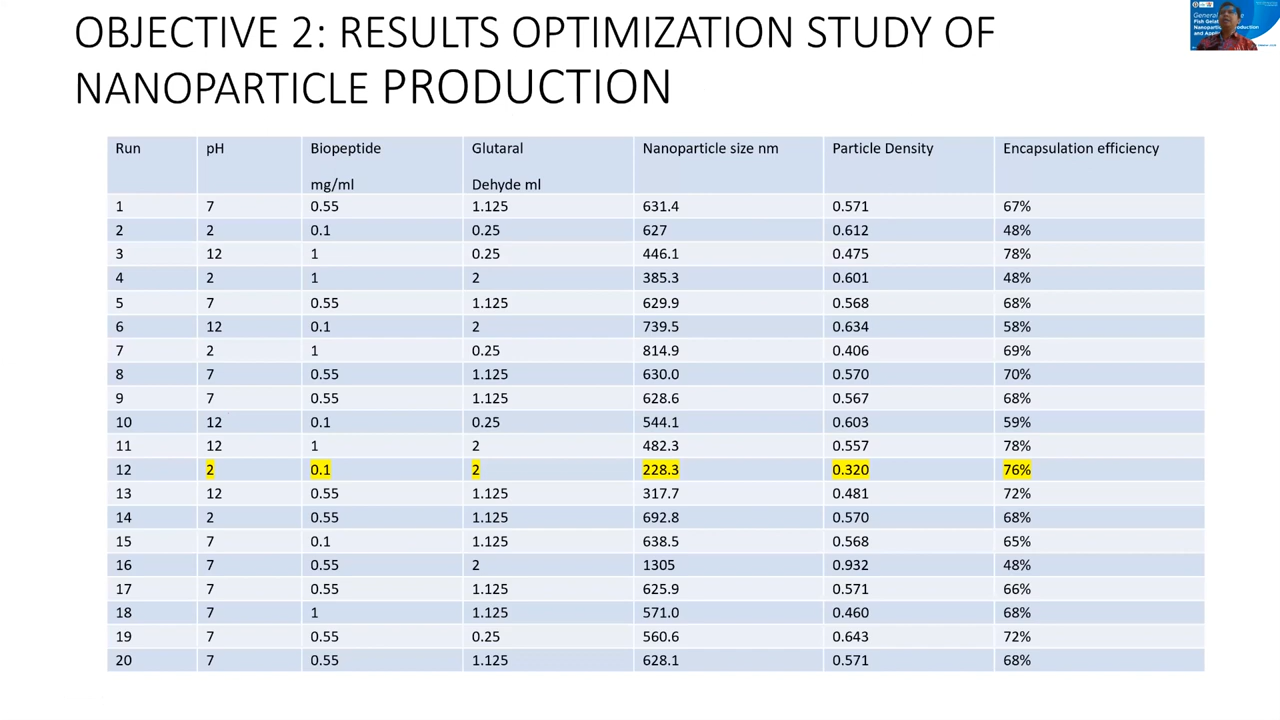 OBJECTIVE 2: RESULTS OPTIMIZATION STUDY OF
NANOPARTICLE PRODUCTION
Run pH Biopeptide Glutaral Nanoparticle size nm Particle Density Encapsulation efficiency
mg/ml Dehyde ml
1 7 0.55 1.125 631.4 0.571 67%
2 2 0.1 0.25 627 0.612 48%
3 12 1 0.25 446.1 0.475 78%
4 2 1 2 385.3 0.601 48%
5 7 0.55 1.125 629.9 0.568 68%
6 12 0.1 2 739.5 0.634 58%
7 2 1 0.25 814.9 0.406 69%
8 7 0.55 1.125 630.0 0.570 70%
9 7 0.55 1.125 628.6 0.567 68%
10 12 0.1 0.25 544.1 0.603 59%
11 12 1 2 482.3 0.557 78%
12 2 0.1 2 228.3 0.320 76%
13 12 0.55 1.125 317.7 0.481 72%
14 2 0.55 1.125 692.8 0.570 68%
15 7 0.1 1.125 638.5 0.568 65%
16 7 0.55 2 1305 0.932 48%
17 7 0.55 1.125 625.9 0.571 66%
18 7 1 1.125 571.0 0.460 68%
19 7 0.55 0.25 560.6 0.643 72%
20 7 0.55 1.125 628.1 0.571 68%
General
Fish Gela
Nanopart
and Appli